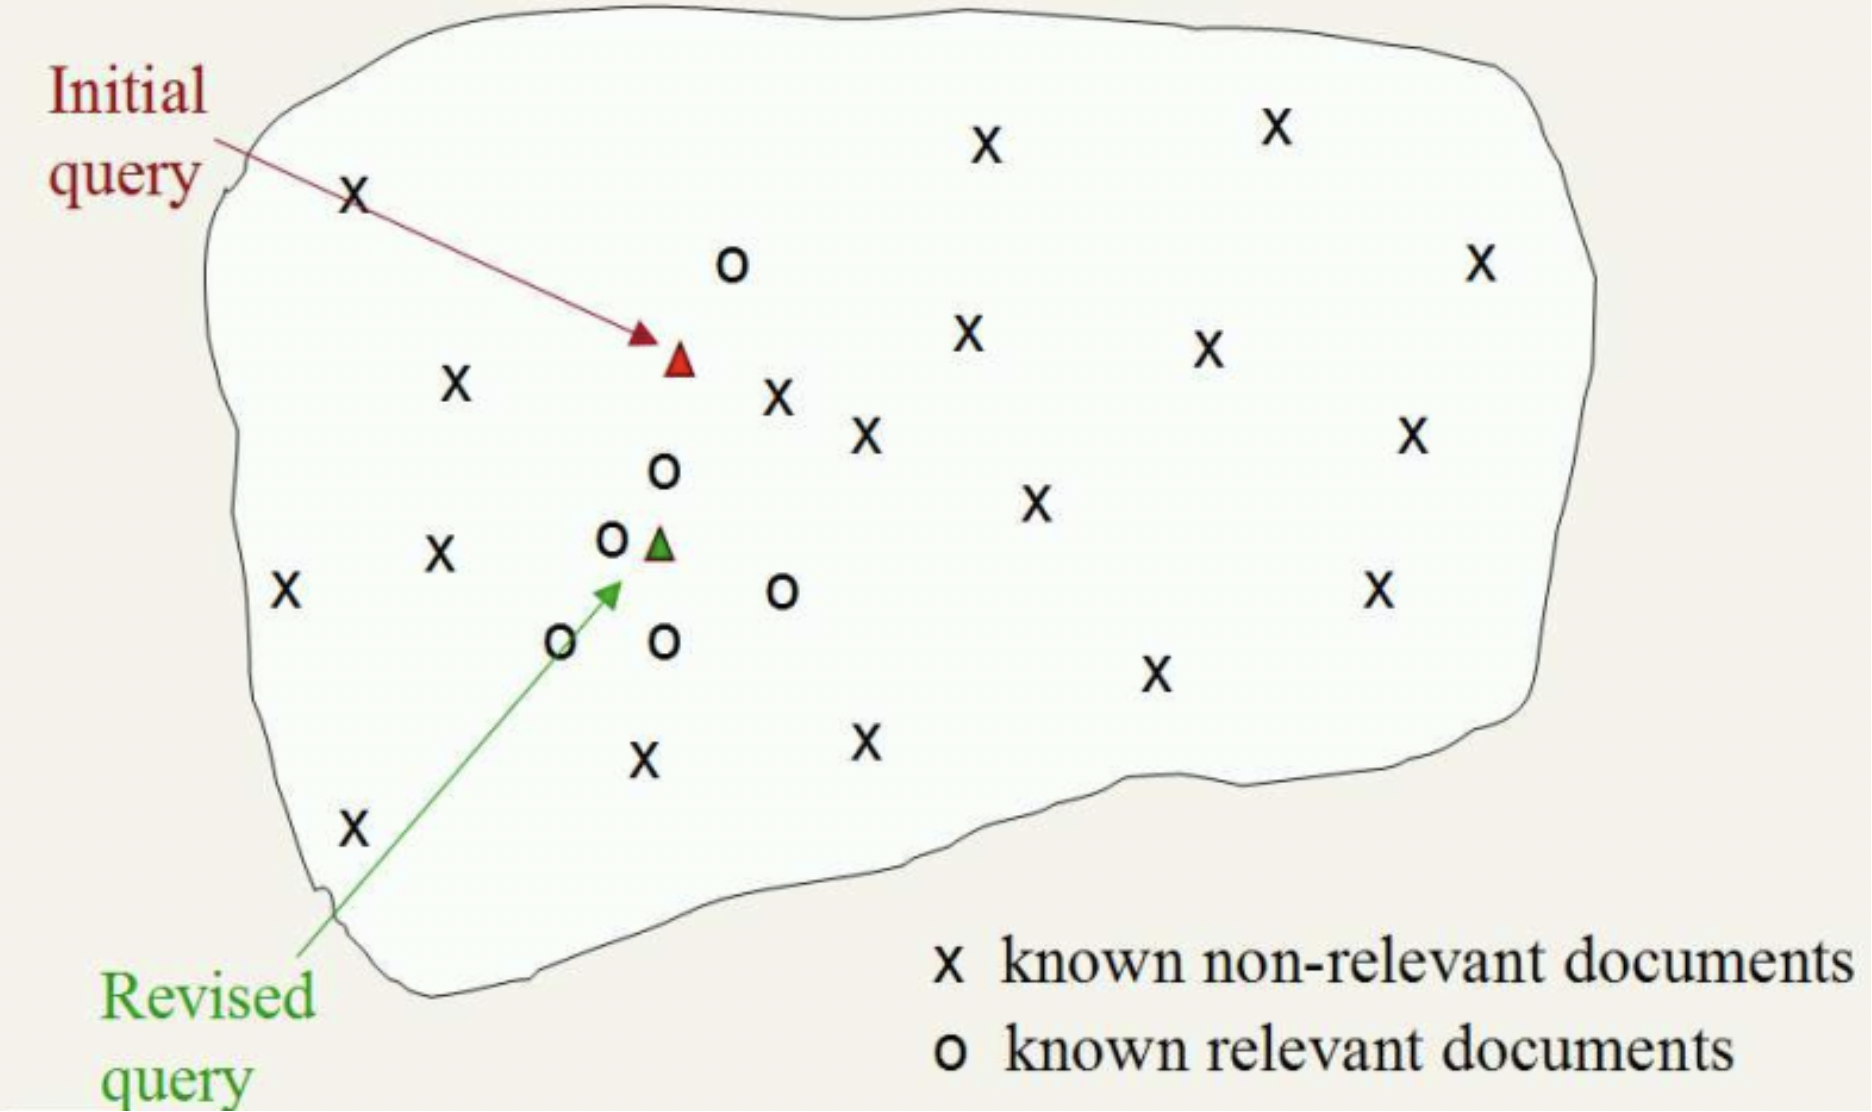 Initial
query
x
x
x
o
x
x
x
x
x
x
x
o
x
o
x
x
o
x
x
o
o
x
x
x
x
x known non-relevant documents
o known relevant documents
Revised
query